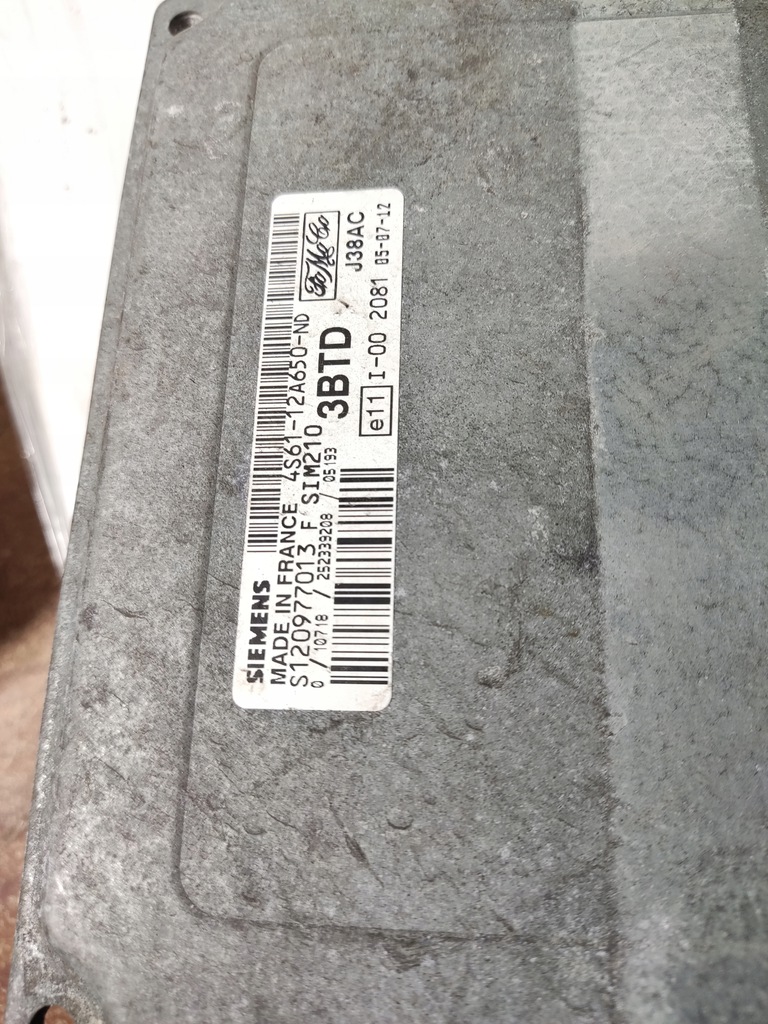 SIEMENS
MADE IN FRANCE 4S61-12A650-ND
S120977013 F SIM210
0 /10718 / 252339208 / 05193
3BTD
FoMoCo
J38AC
e11 I-00 2081 05-07-12